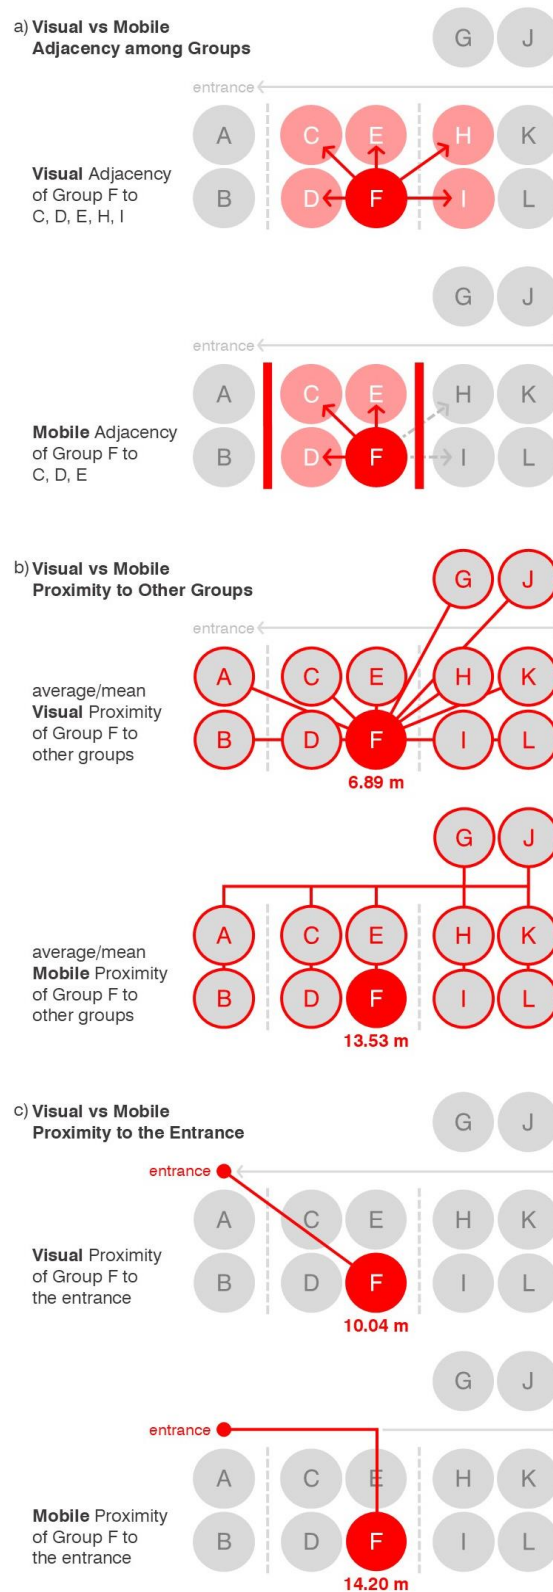 a) Visual vs Mobile
Adjacency among Groups
G J
entrance
A C E H K
Visual Adjacency
of Group F to
C, D, E, H, I
B D F I L
G J
entrance
A C E H K
Mobile Adjacency
of Group F to
C, D, E
B D F I L
b) Visual vs Mobile
Proximity to Other Groups
G J
entrance
A C E H K
average/mean
Visual Proximity
of Group F to
other groups
B D F I L
6.89 m
G J
A C E H K
average/mean
Mobile Proximity
of Group F to
other groups
B D F I L
13.53 m
c) Visual vs Mobile
Proximity to the Entrance
G J
entrance
A C E H K
Visual Proximity
of Group F to
the entrance
B D F I L
10.04 m
G J
entrance
A C E H K
Mobile Proximity
of Group F to
the entrance
B D F I L
14.20 m